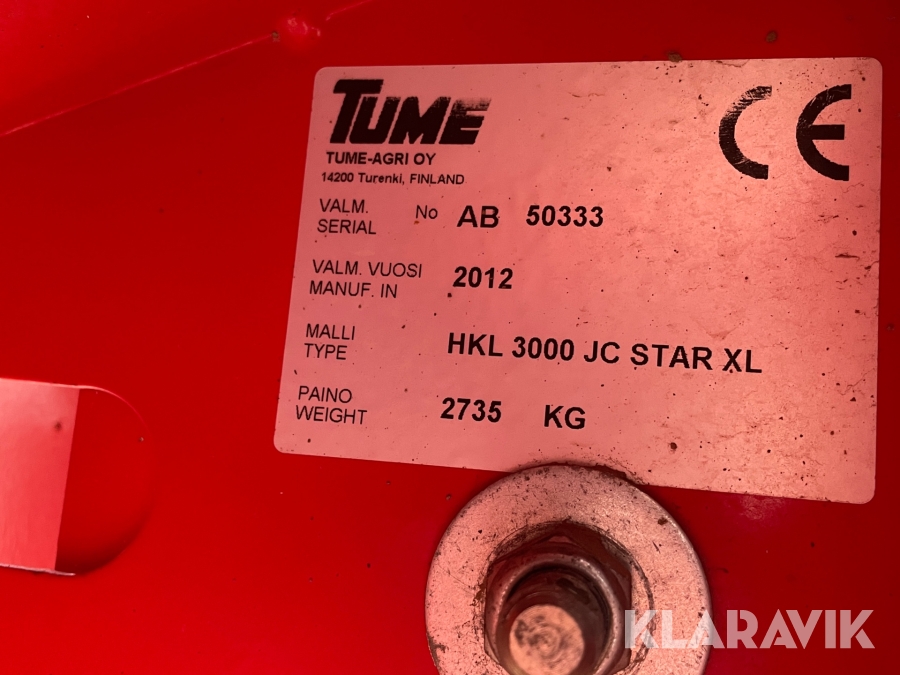 TUME
CE
TUME-AGRI OY
14200 Turenki, FINLAND
VALM. No AB 50333
SERIAL
VALM. VUOSI 2012
MANUF. IN
MALLI
TYPE HKL 3000 JC STAR XL
PAINO 2735 KG
WEIGHT
KLARAVIK